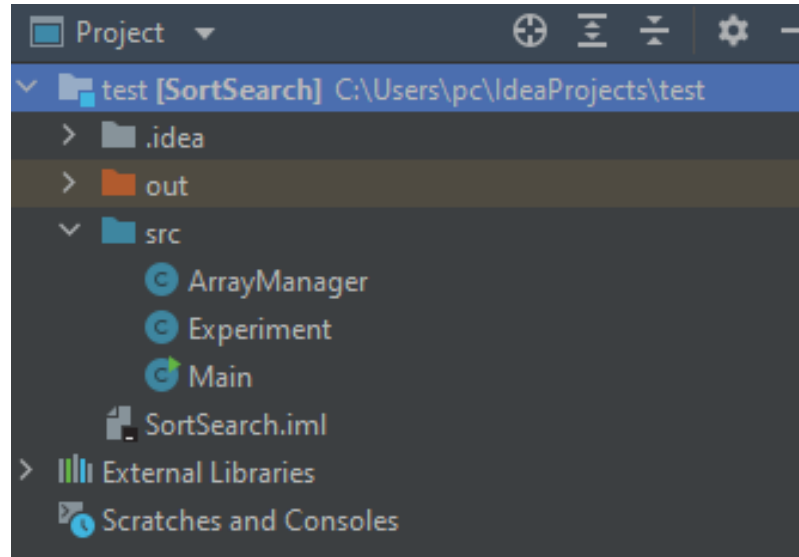 Project
test [SortSearch] C:\Users\pc\IdeaProjects\test
.idea
out
src
C ArrayManager
C Experiment
C Main
SortSearch.iml
External Libraries
Scratches and Consoles